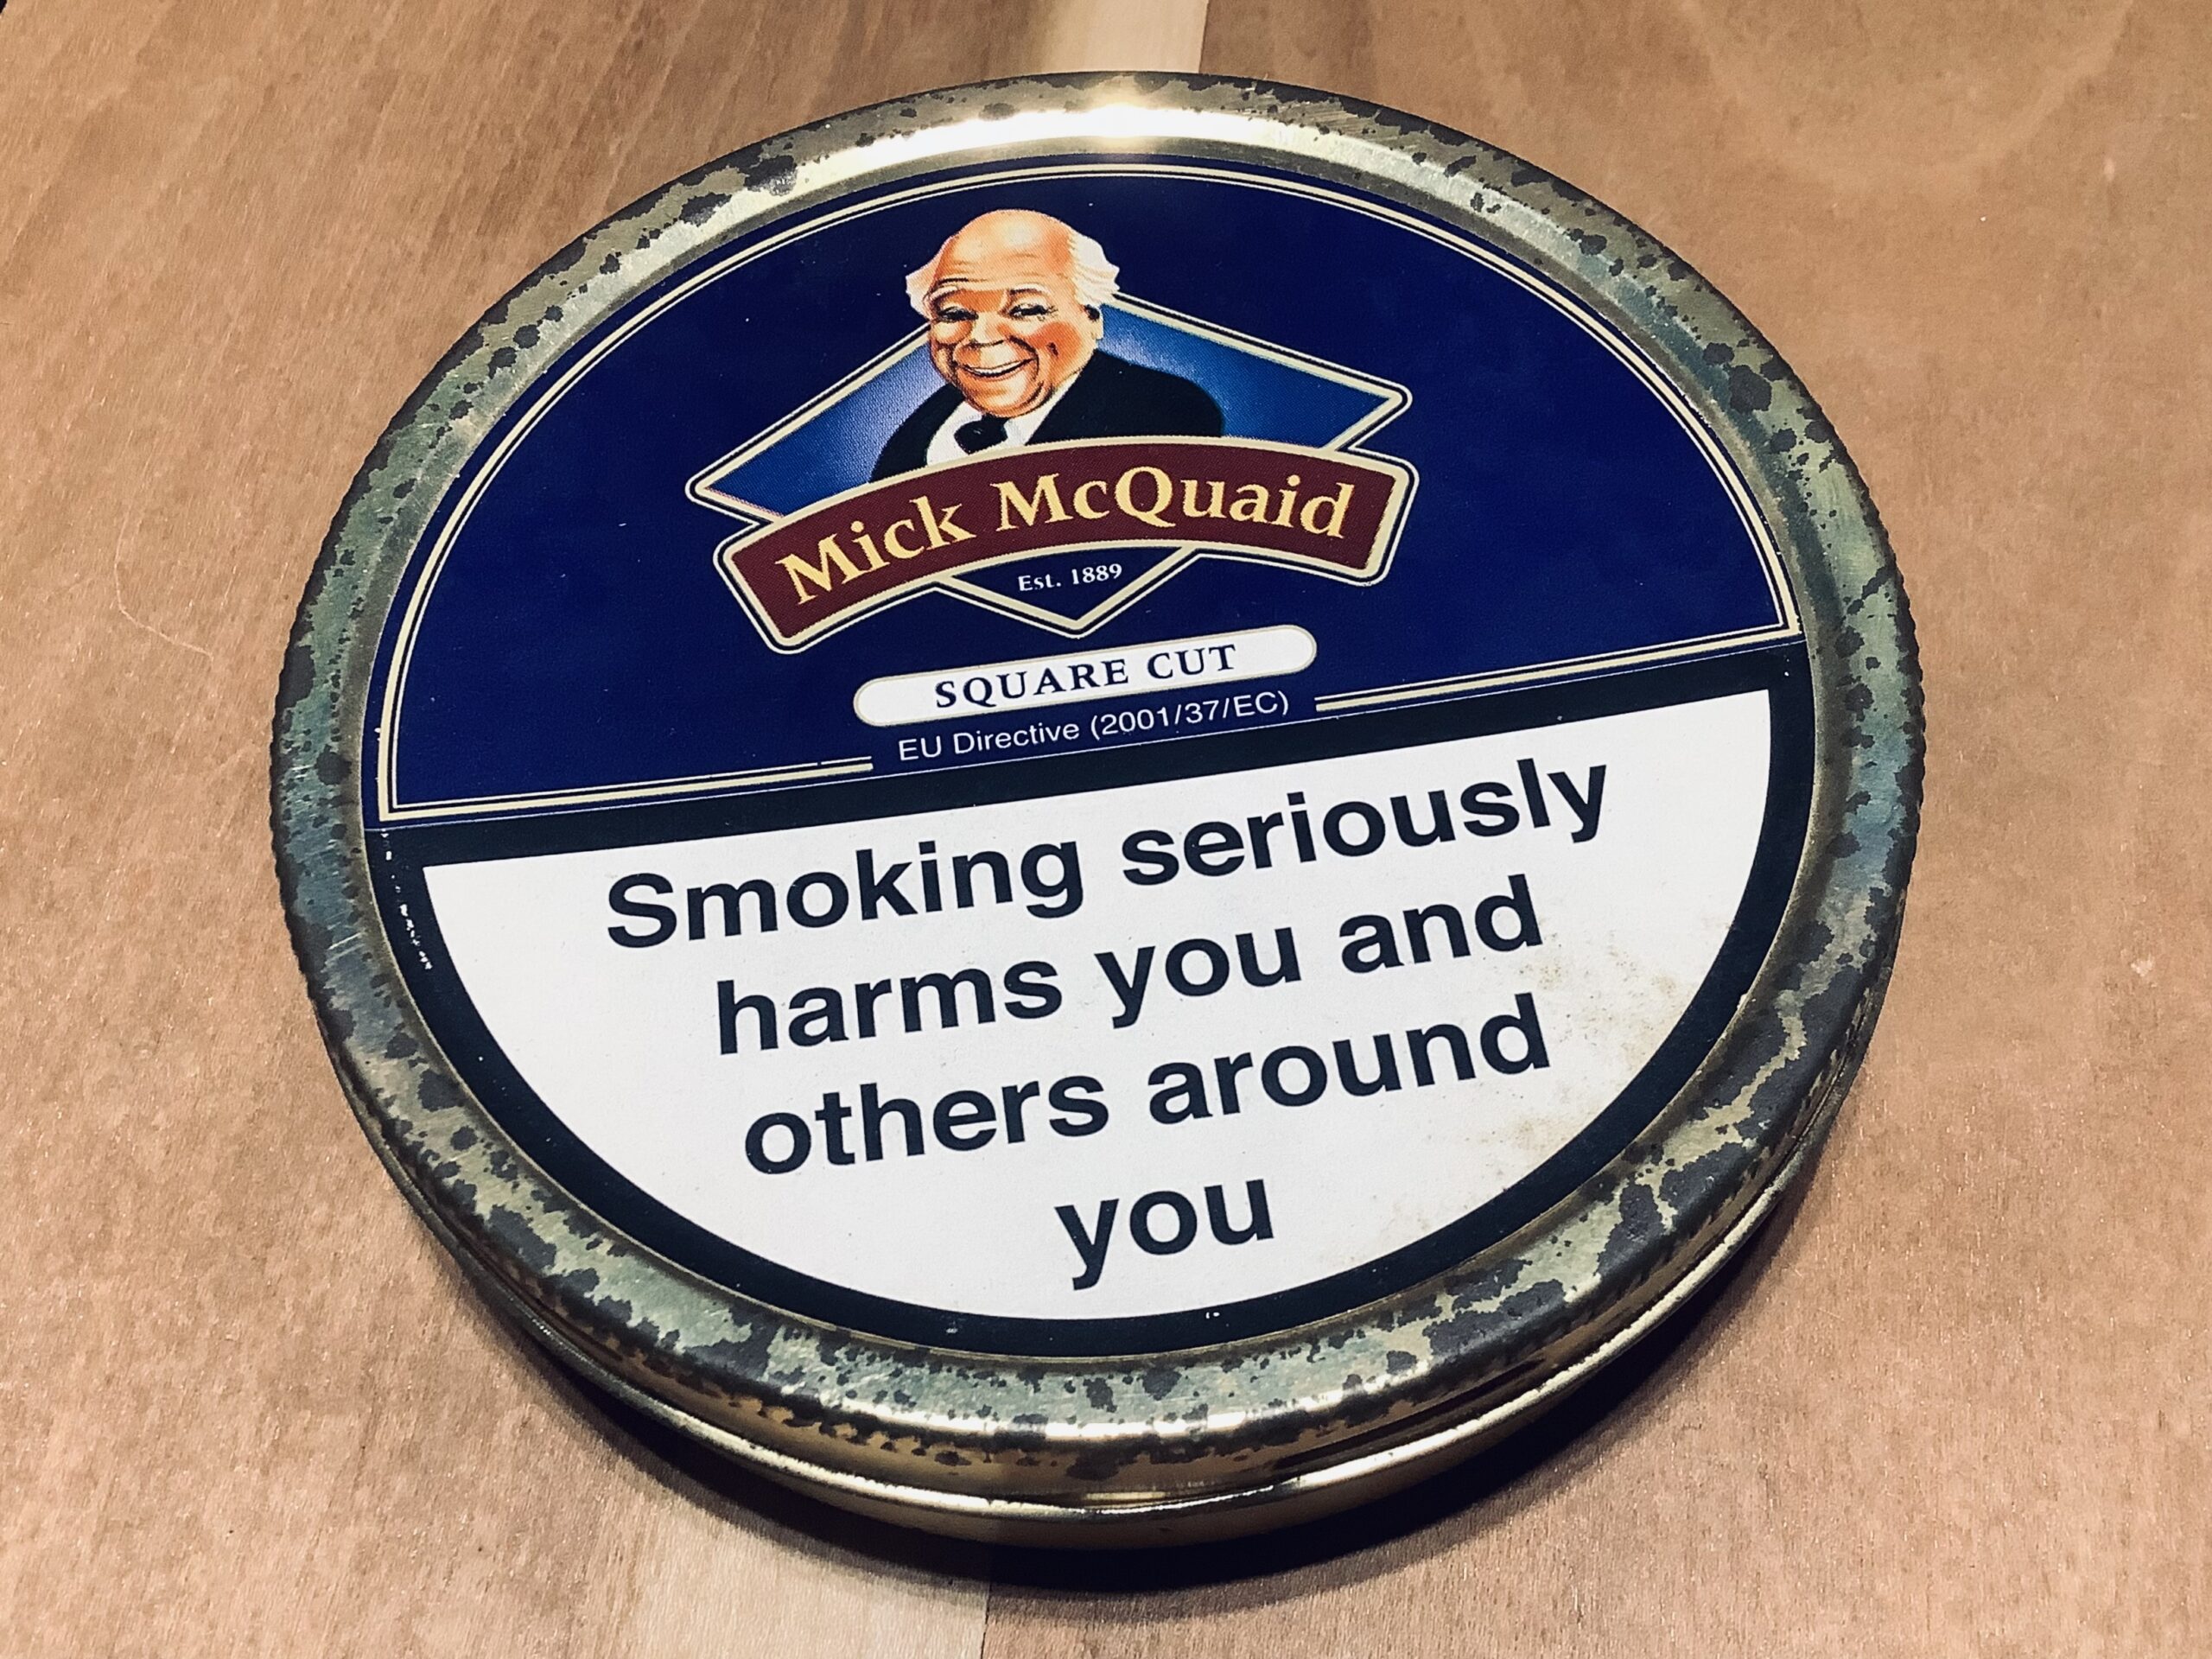 Mick McQuaid
Est. 1889
SQUARE CUT
EU Directive (2001/37/EC)
Smoking seriously
harms you and
others around
you